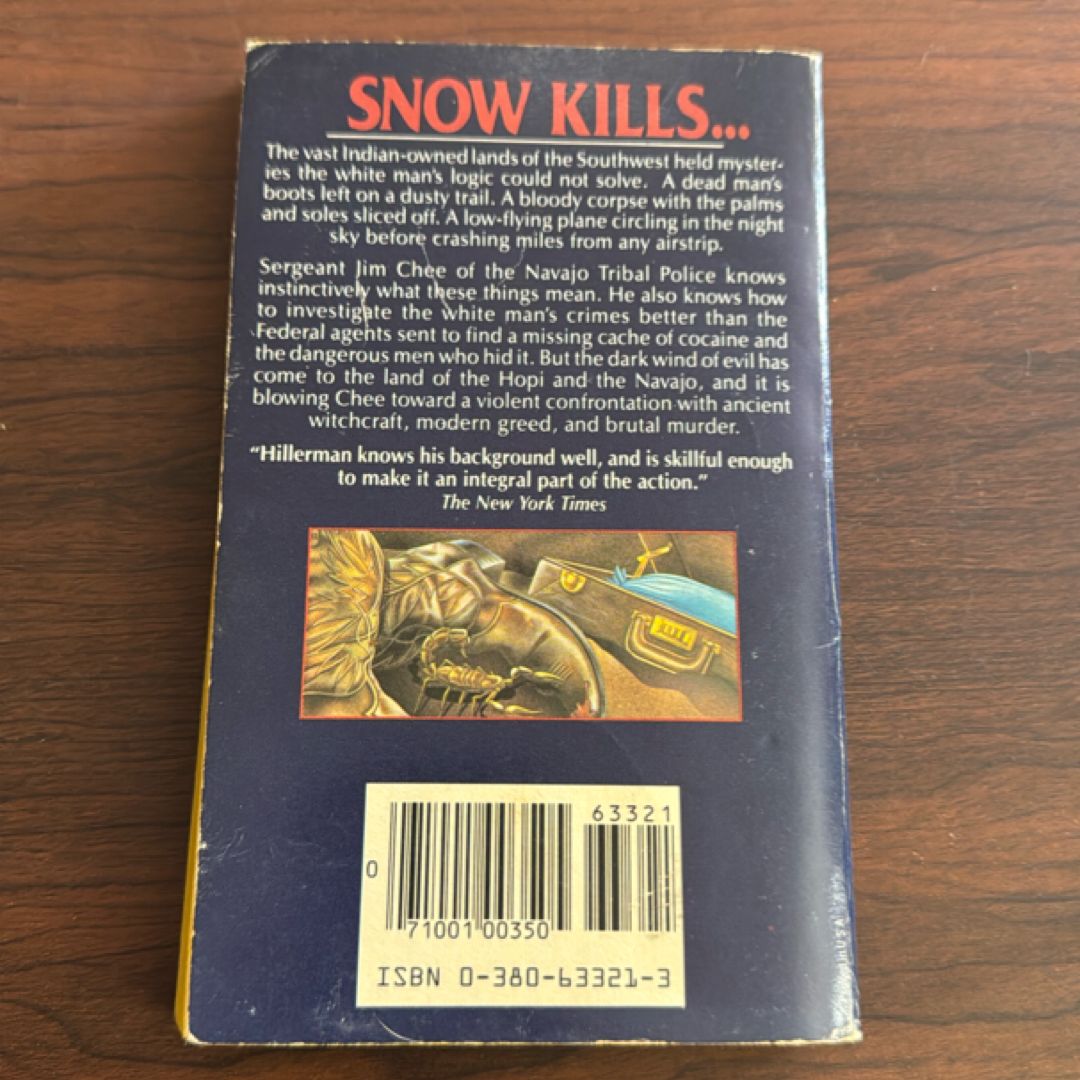 SNOW KILLS...
The vast Indian-owned lands of the Southwest held myster-
ies the white man's logic could not solve. A dead man's
boots left on a dusty trail. A bloody corpse with the palms
and soles sliced off. A low-flying plane circling in the night
sky before crashing miles from any airstrip.
Sergeant Jim Chee of the Navajo Tribal Police knows
instinctively what these things mean. He also knows how
to investigate the white man's crimes better than the
Federal agents sent to find a missing cache of cocaine and
the dangerous men who hid it. But the dark wind of evil has
come to the land of the Hopi and the Navajo, and it is
blowing Chee toward a violent confrontation with ancient
witchcraft, modern greed, and brutal murder.
"Hillerman knows his background well, and is skillful enough
to make it an integral part of the action."
The New York Times
63321
0
71001 00350
ISBN 0-380-63321-3
USA